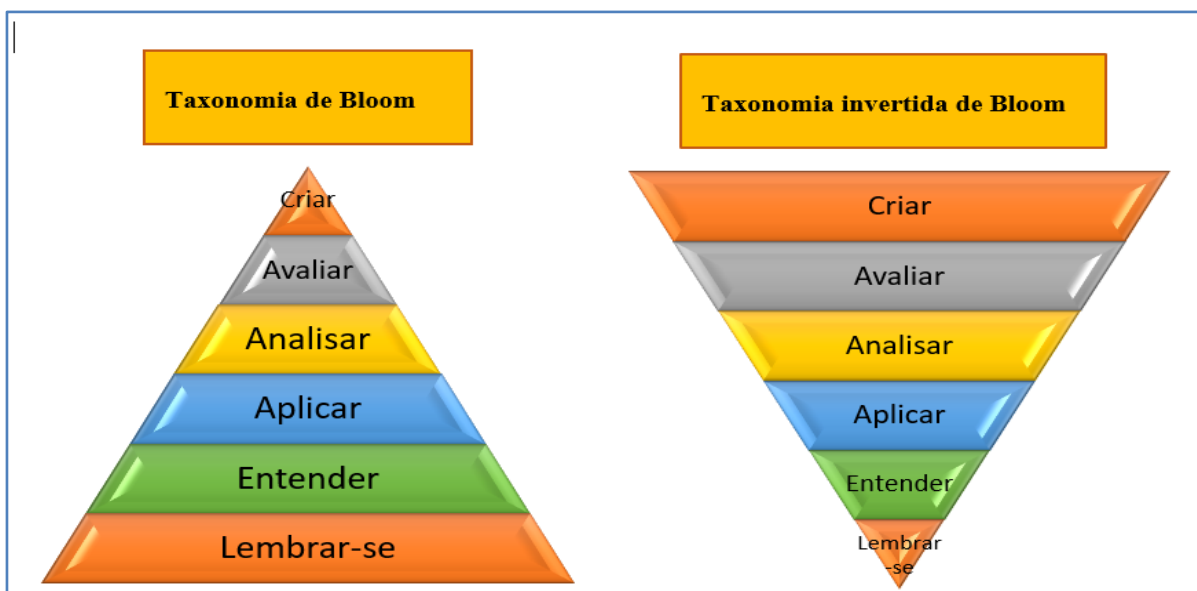 Taxonomia de Bloom
Criar
Avaliar
Analisar
Aplicar
Entender
Lembrar-se
Taxonomia invertida de Bloom
Criar
Avaliar
Analisar
Aplicar
Entender
Lembrar
-se